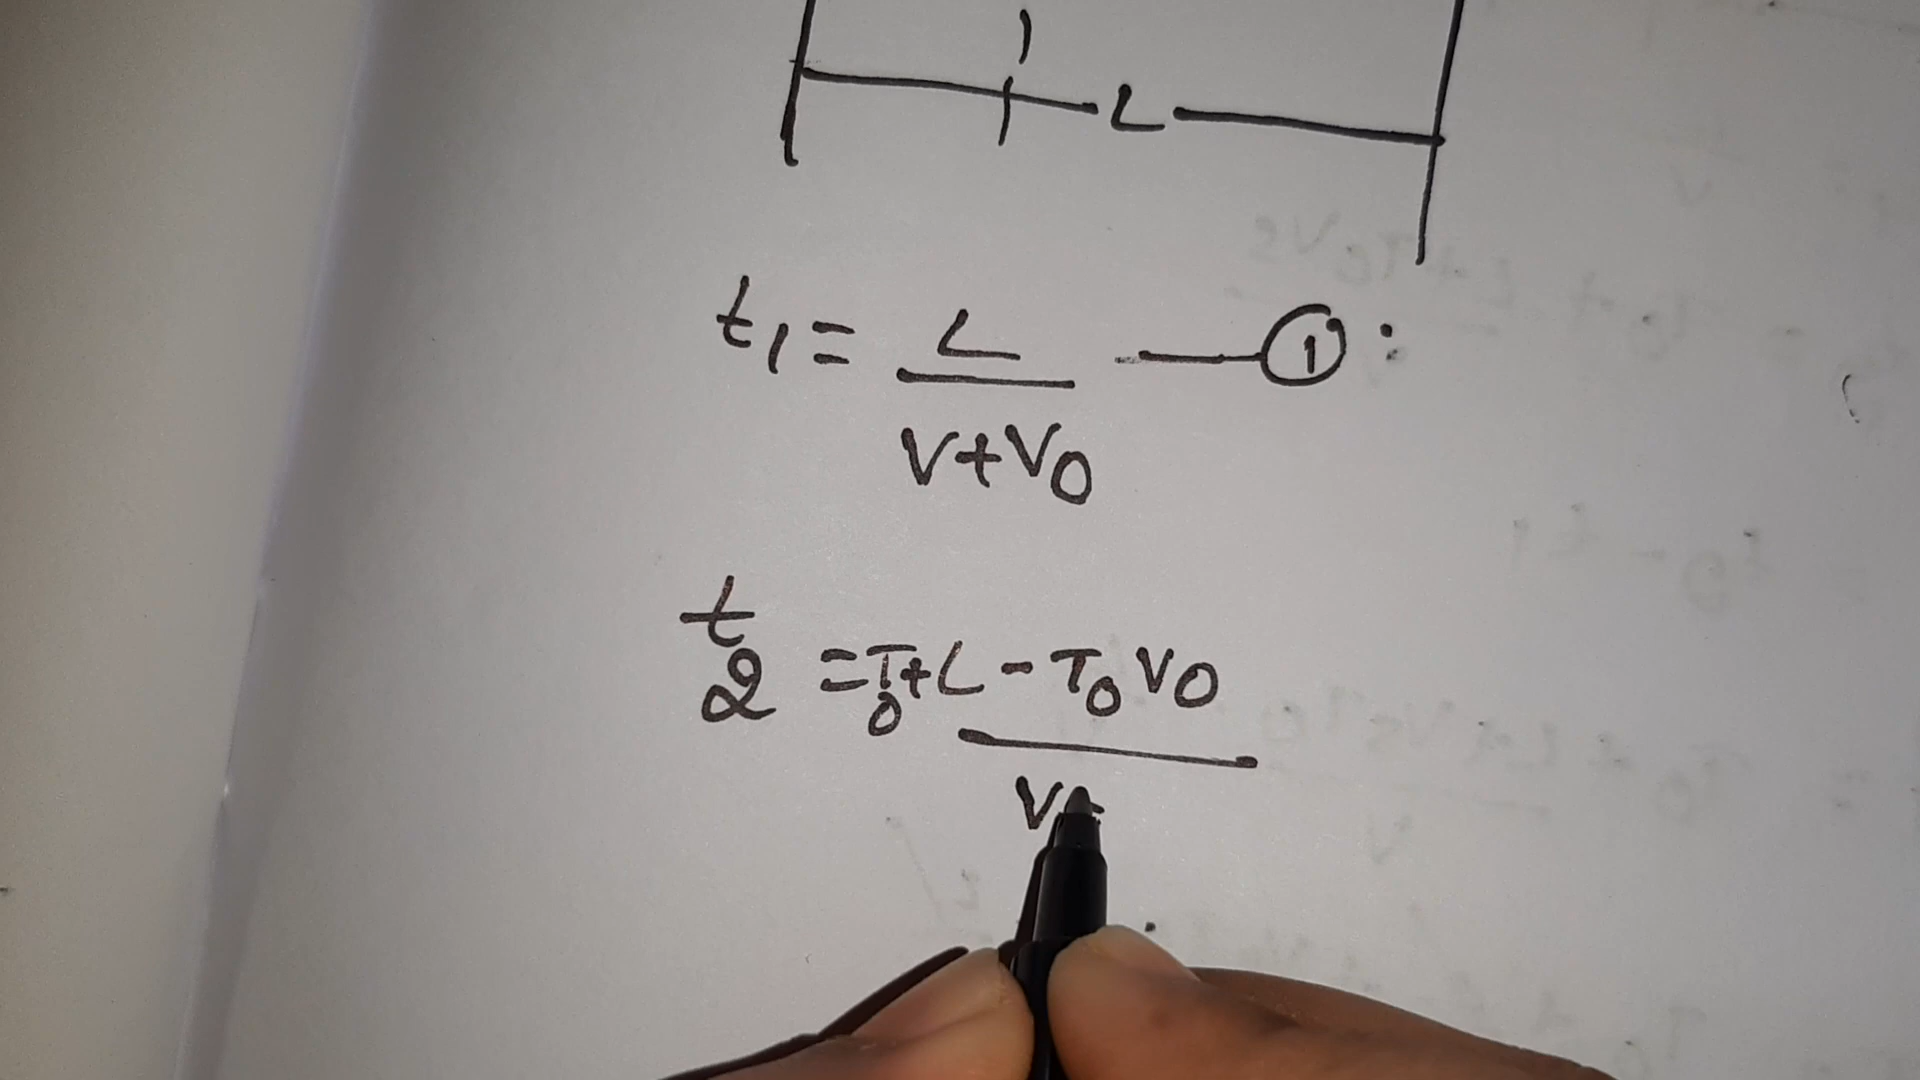 L
t₁ = L / V+V₀ — ① :
t₂ = T₀ + L - T₀V₀ / V+